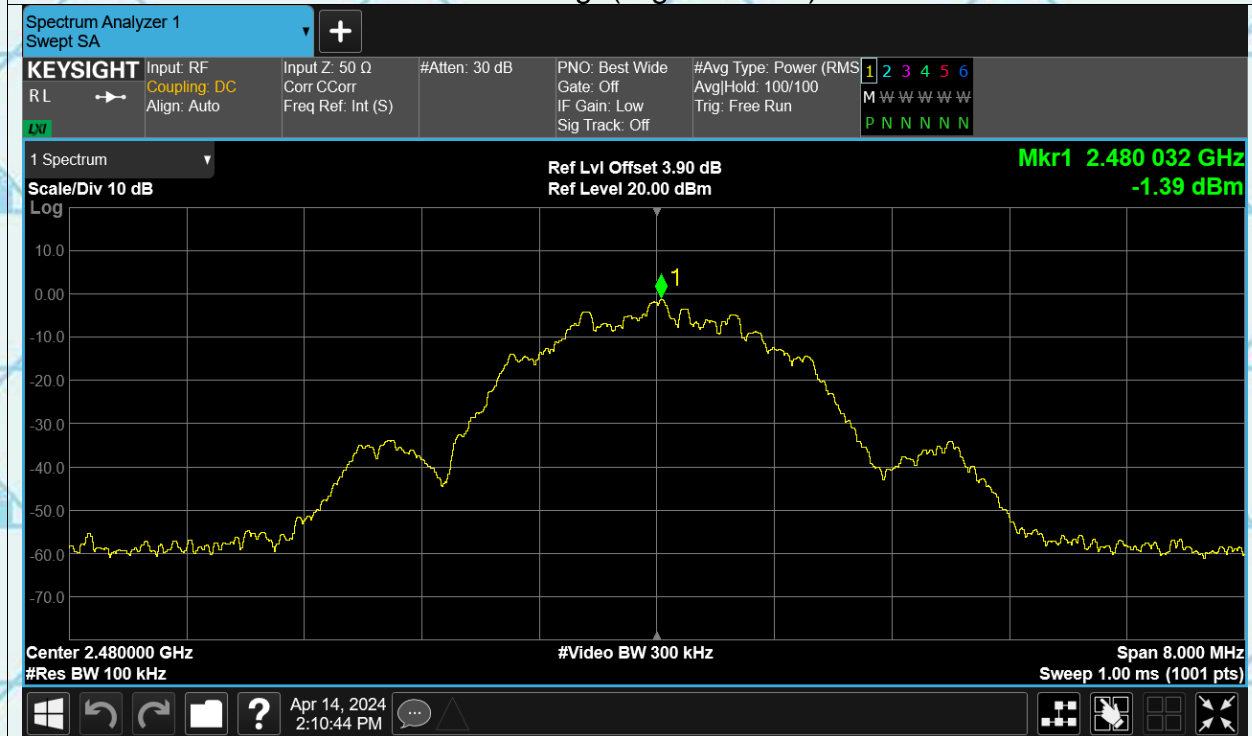 Spectrum Analyzer 1
Swept SA
+
KEYSIGHT
RL
LXI
Input: RF
Coupling: DC
Align: Auto
Input Z: 50 Ω
Corr CCorr
Freq Ref: Int (S)
#Atten: 30 dB
PNO: Best Wide
Gate: Off
IF Gain: Low
Sig Track: Off
#Avg Type: Power (RMS
Avg|Hold: 100/100
Trig: Free Run
1 2 3 4 5 6
M W W W W W
P N N N N N
1 Spectrum
Scale/Div 10 dB
Log
Ref Lvl Offset 3.90 dB
Ref Level 20.00 dBm
Mkr1 2.480 032 GHz
-1.39 dBm
1
10.0
0.00
-10.0
-20.0
-30.0
-40.0
-50.0
-60.0
-70.0
Center 2.480000 GHz
#Res BW 100 kHz
#Video BW 300 kHz
Span 8.000 MHz
Sweep 1.00 ms (1001 pts)
?
Apr 14, 2024
2:10:44 PM